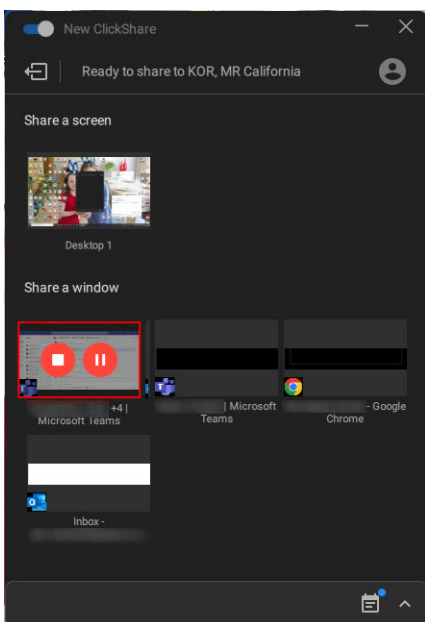 New ClickShare
Ready to share to KOR, MR California
Share a screen
Desktop 1
Share a window
+4 |
Microsoft Teams
| Microsoft
Teams
- Google
Chrome
Inbox -